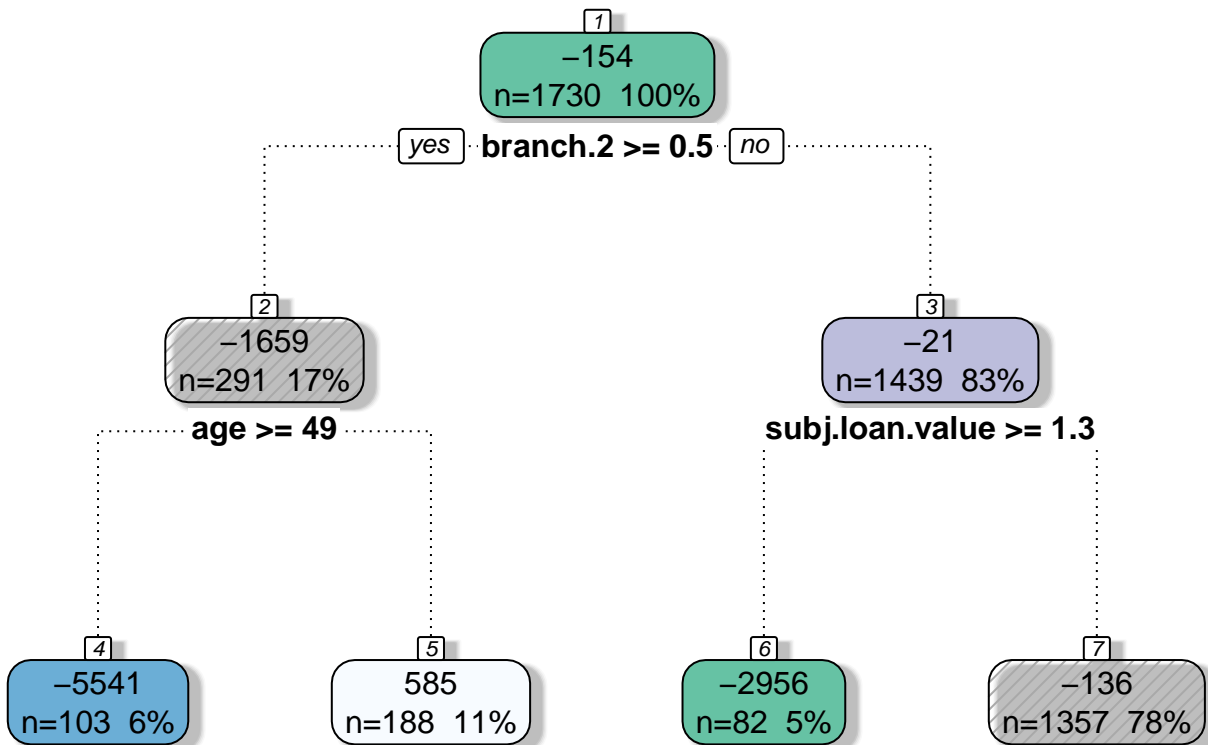 1
–154
n=1730 100%
yes branch.2 >= 0.5 no
2
–1659
n=291 17%
age >= 49
3
–21
n=1439 83%
subj.loan.value >= 1.3
4
–5541
n=103 6%
5
585
n=188 11%
6
–2956
n=82 5%
7
–136
n=1357 78%